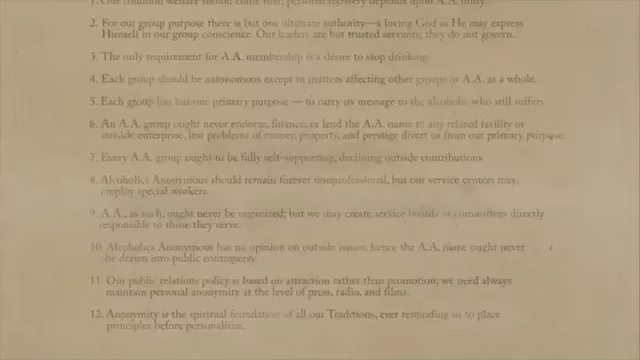 1. Our common welfare should come first; personal recovery depends upon A.A. unity.
2. For our group purpose there is but one ultimate authority—a loving God as He may express
Himself in our group conscience. Our leaders are but trusted servants; they do not govern.
3. The only requirement for A.A. membership is a desire to stop drinking.
4. Each group should be autonomous except in matters affecting other groups or A.A. as a whole.
5. Each group has but one primary purpose — to carry its message to the alcoholic who still suffers
6. An A.A. group ought never endorse, finance, or lend the A.A. name to any related facility or
outside enterprise, lest problems of money, property, and prestige divert us from our primary purpose.
7. Every A.A. group ought to be fully self-supporting, declining outside contributions.
8. Alcoholics Anonymous should remain forever nonprofessional, but our service centers may,
employ special workers.
9. A.A., as such, ought never be organized; but we may create service boards or committees directly
responsible to those they serve.
10. Alcoholics Anonymous has no opinion on outside issues; hence the A.A. name ought never
be drawn into public controversy.
11. Our public relations policy is based on attraction rather than promotion; we need always
maintain personal anonymity at the level of press, radio, and films.
12. Anonymity is the spiritual foundation of all our Traditions, ever reminding us to place
principles before personalities.